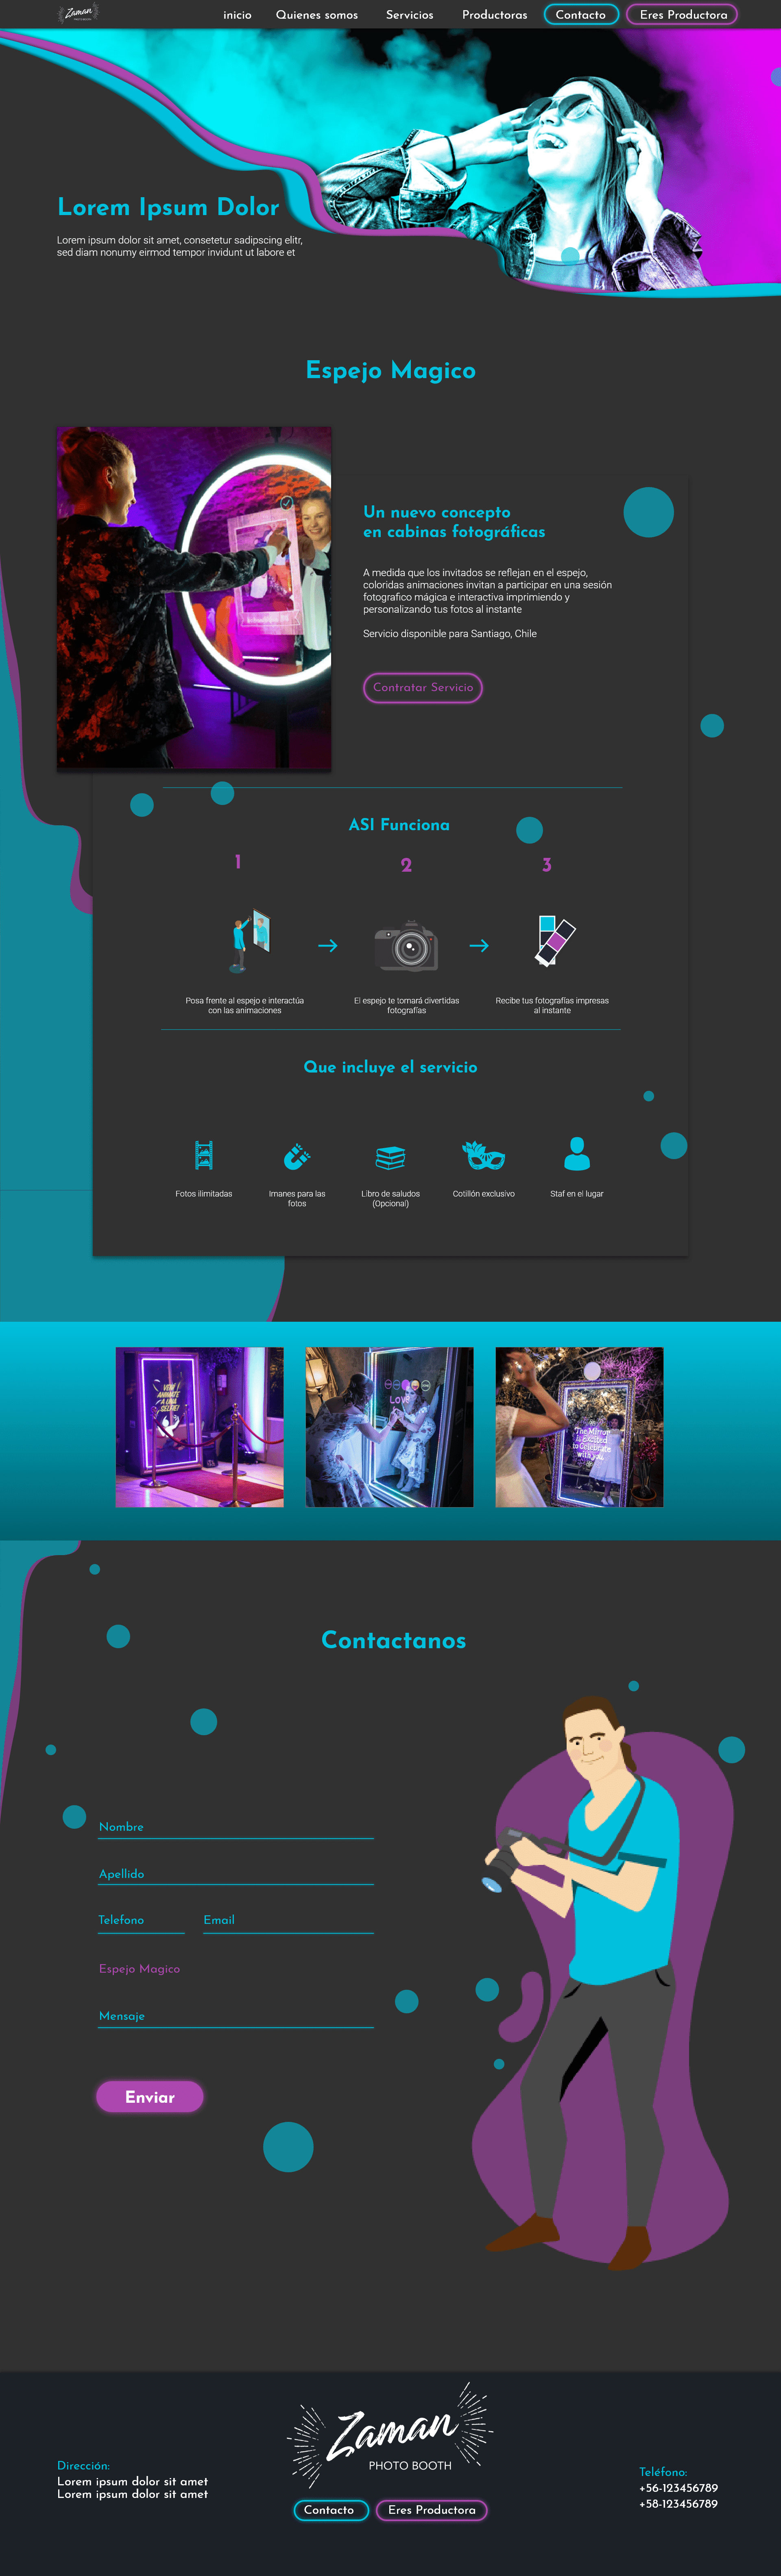 Zaman
PHOTO BOOTH
inicio
Quienes somos
Servicios
Productoras
Contacto
Eres Productora
Lorem Ipsum Dolor
Lorem ipsum dolor sit amet, consetetur sadipscing elitr,
sed diam nonumy eirmod tempor invidunt ut labore et
Espejo Magico
Un nuevo concepto
en cabinas fotográficas
A medida que los invitados se reflejan en el espejo,
coloridas animaciones invitan a participar en una sesión
fotografico mágica e interactiva imprimiendo y
personalizando tus fotos al instante
Servicio disponible para Santiago, Chile
Contratar Servicio
ASI Funciona
1
2
3
Posa frente al espejo e interactúa
con las animaciones
El espejo te tomará divertidas
fotografías
Recibe tus fotografías impresas
al instante
Que incluye el servicio
Fotos ilimitadas
Imanes para las
fotos
Libro de saludos
(Opcional)
Cotillón exclusivo
Staf en el lugar
VEN Y
ANIMATE
A UNA
SELFIE!
LOVE
The Mirror
is Excited
to Celebrate
with you.
Contactanos
Nombre
Apellido
Telefono
Email
Espejo Magico
Mensaje
Enviar
Zaman
PHOTO BOOTH
Dirección:
Lorem ipsum dolor sit amet
Lorem ipsum dolor sit amet
Contacto
Eres Productora
Teléfono:
+56-123456789
+58-123456789